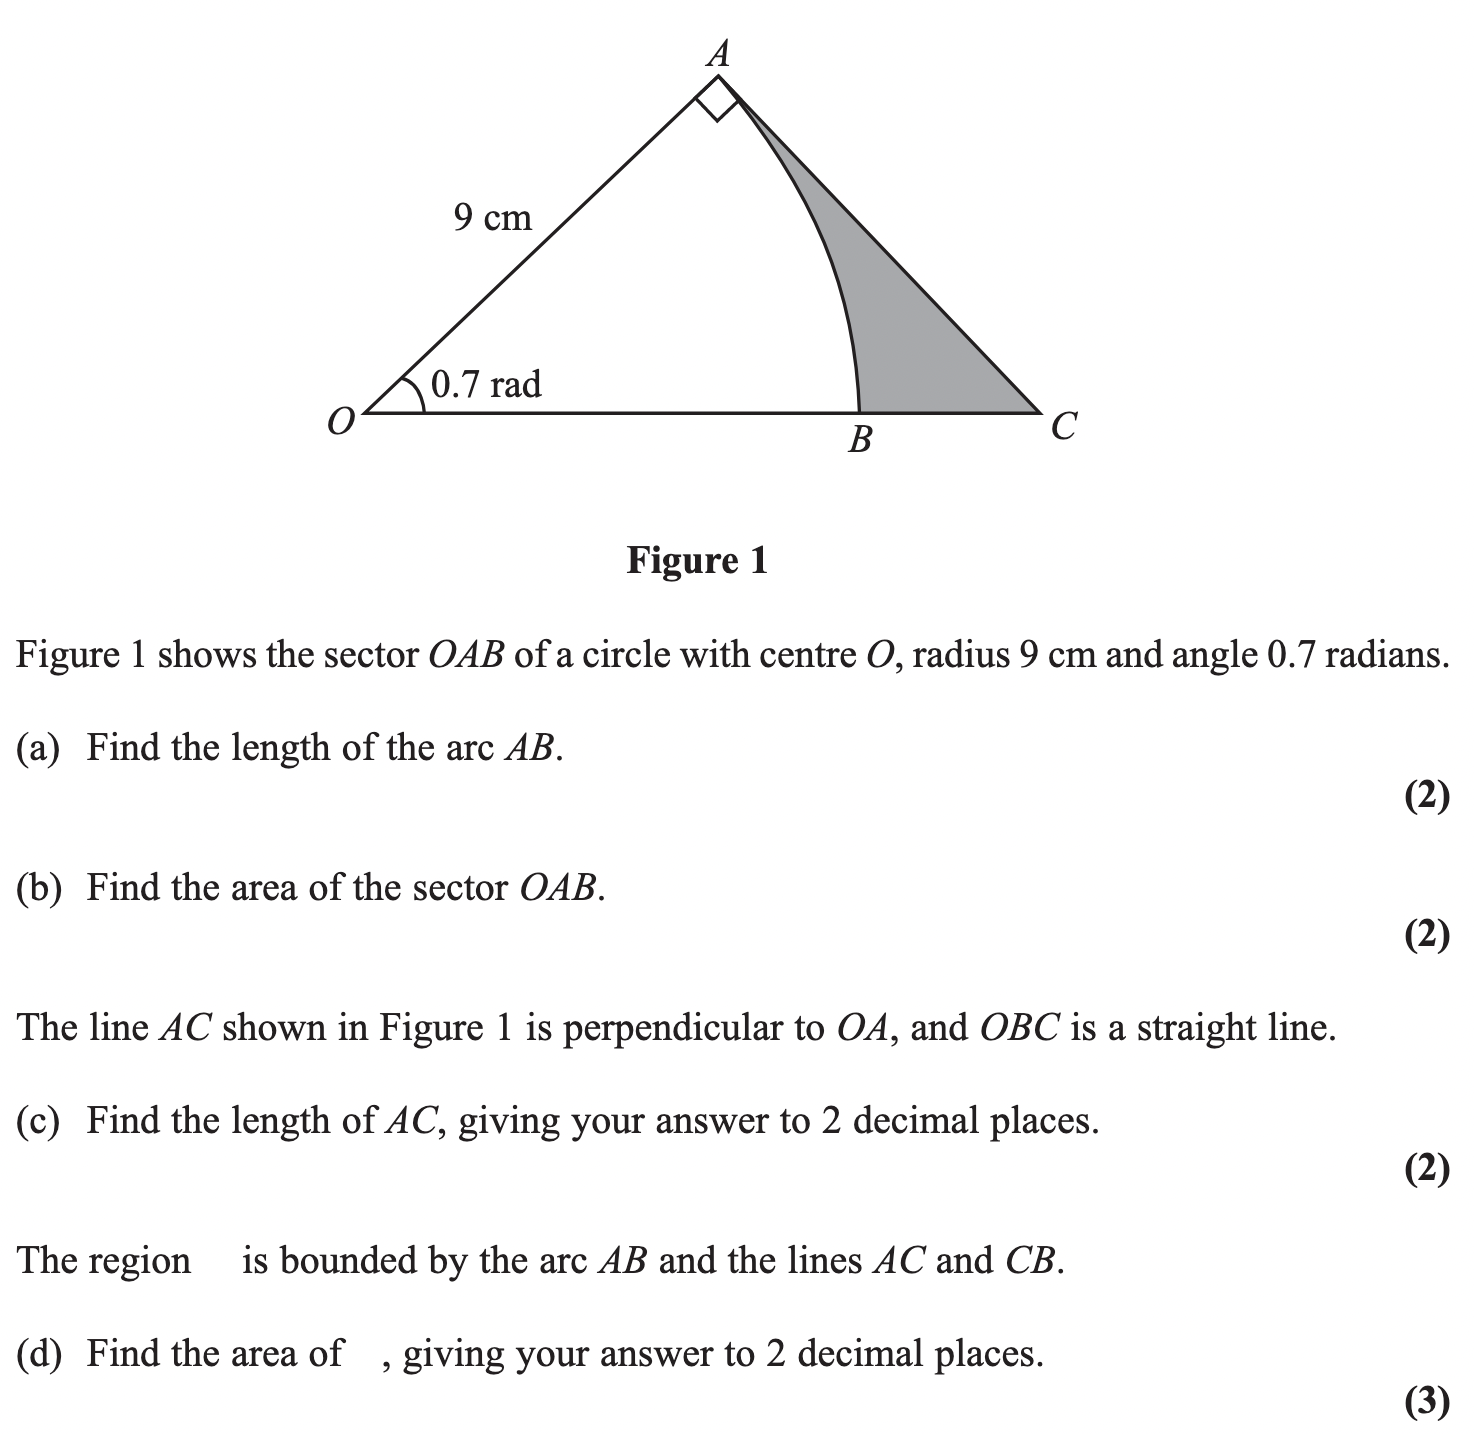 A
9 cm
0.7 rad
O
B
C
Figure 1
Figure 1 shows the sector OAB of a circle with centre O, radius 9 cm and angle 0.7 radians.
(a) Find the length of the arc AB.
(2)
(b) Find the area of the sector OAB.
(2)
The line AC shown in Figure 1 is perpendicular to OA, and OBC is a straight line.
(c) Find the length of AC, giving your answer to 2 decimal places.
(2)
The region is bounded by the arc AB and the lines AC and CB.
(d) Find the area of , giving your answer to 2 decimal places.
(3)